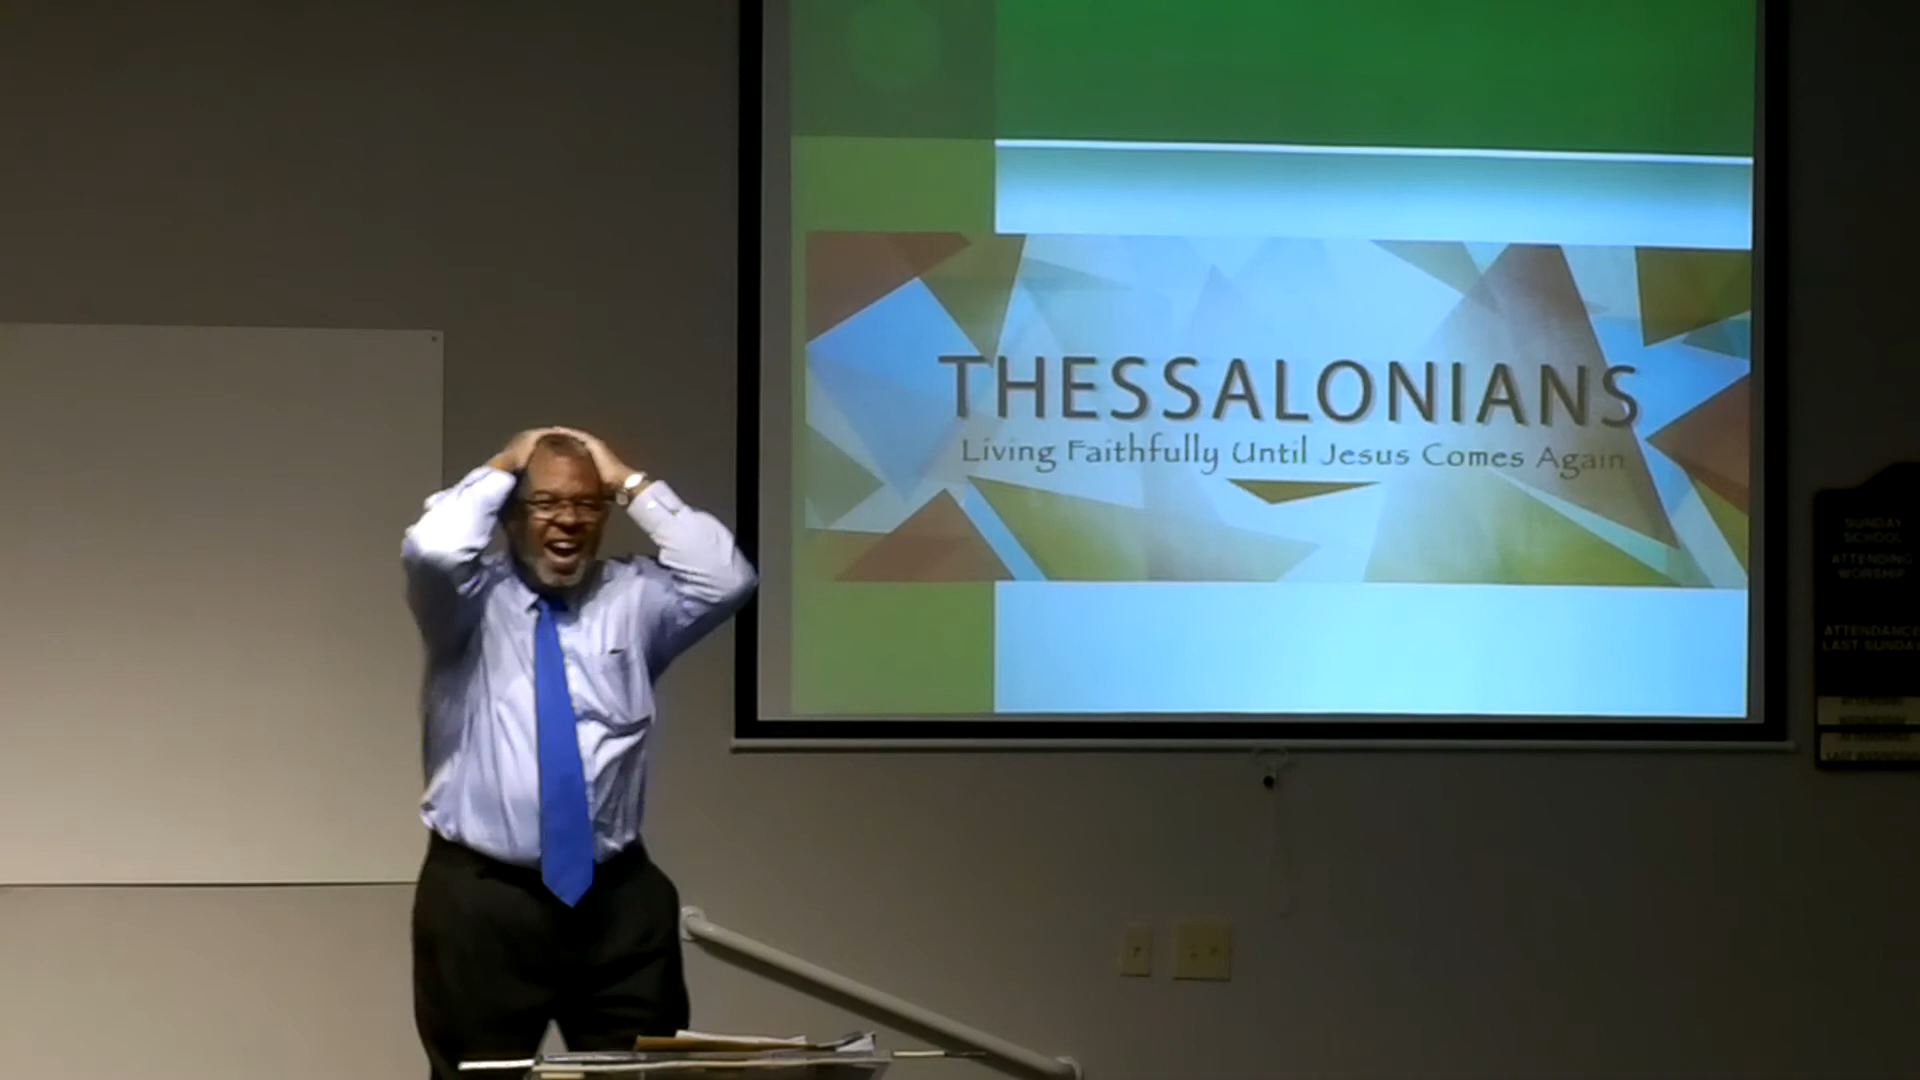 THESSALONIANS
Living Faithfully Until Jesus Comes Again
SUNDAY
SCHOOL
ATTENDING
WORSHIP
ATTENDANCE
LAST SUNDAY